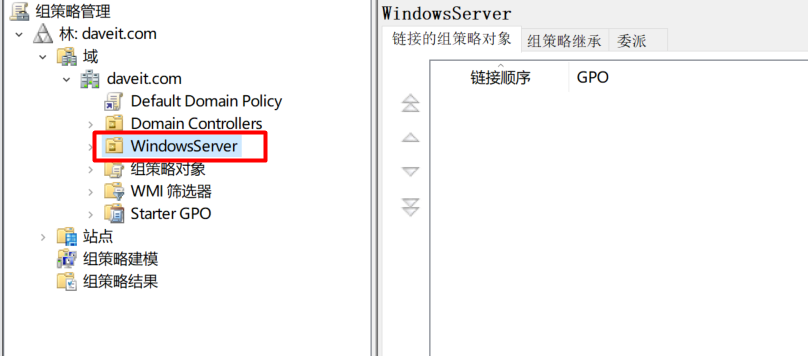 组策略管理
林: daveit.com
域
daveit.com
Default Domain Policy
Domain Controllers
WindowsServer
组策略对象
WMI 筛选器
Starter GPO
站点
组策略建模
组策略结果
WindowsServer
链接的组策略对象 组策略继承 委派
链接顺序 GPO